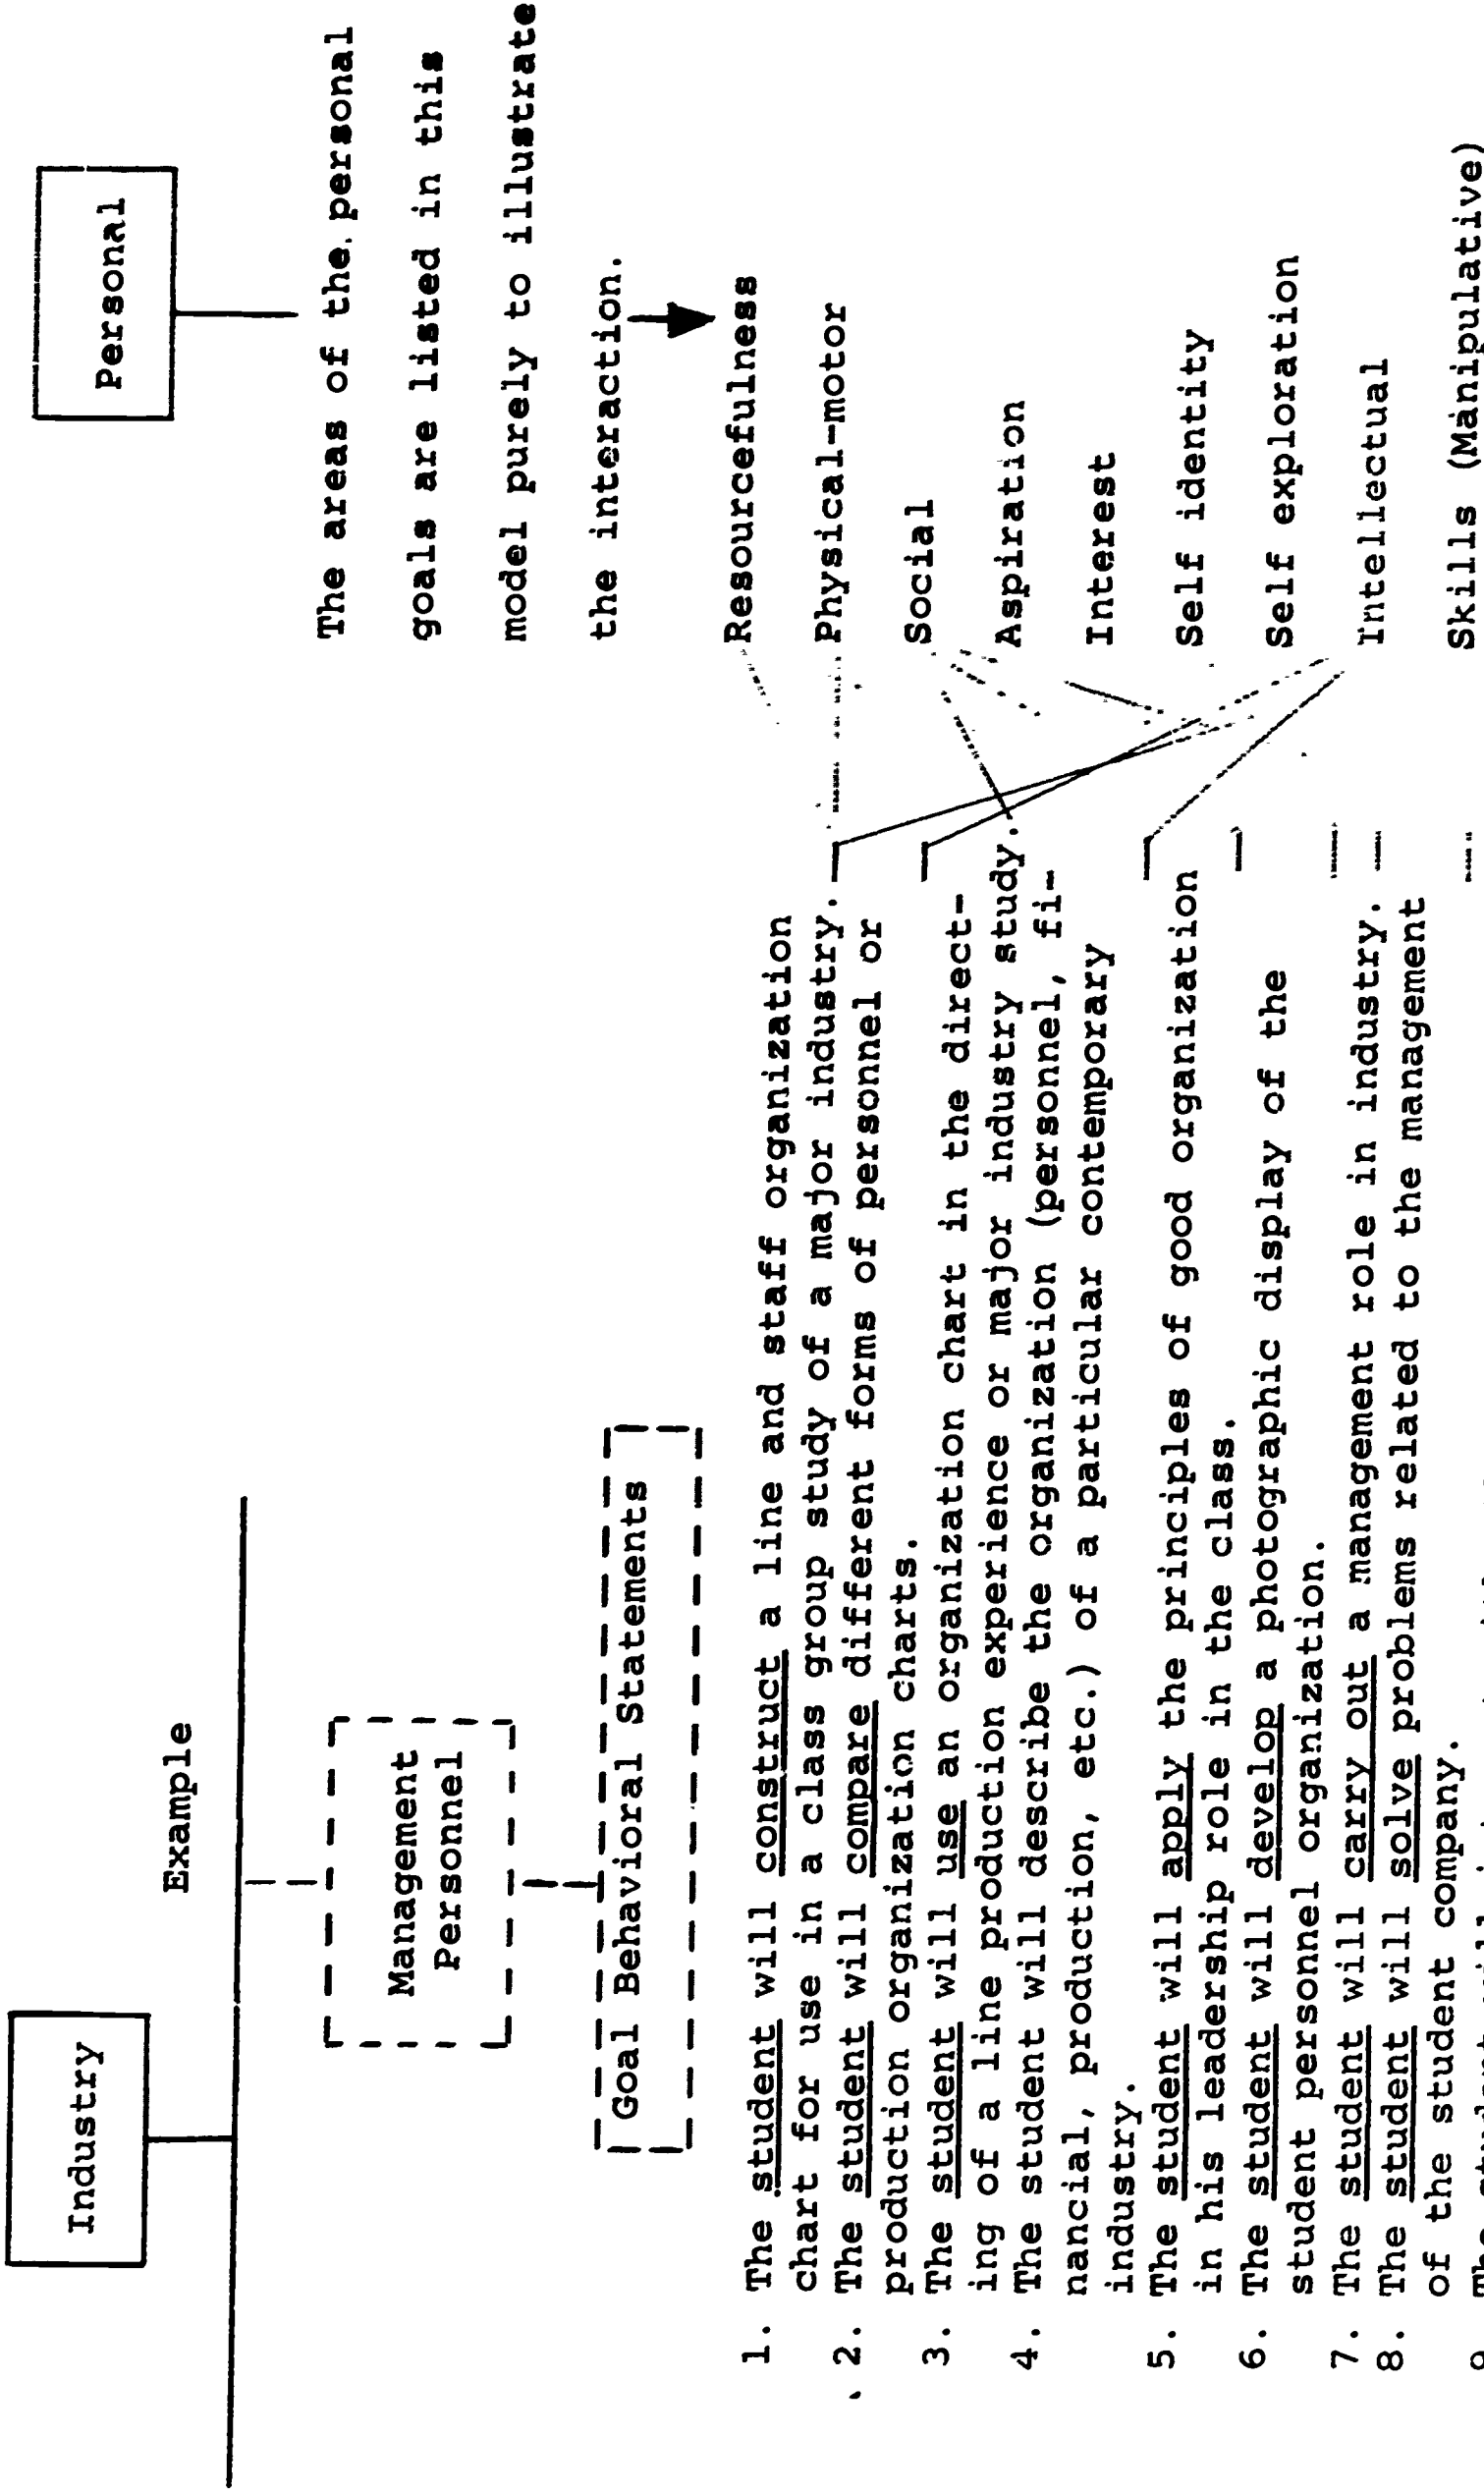 Industry
Example
Management
Personnel
Goal Behavioral Statements
1. The student will construct a line and staff organization
chart for use in a class group study of a major industry.
2. The student will compare different forms of personnel or
production organization charts.
3. The student will use an organization chart in the direct-
ing of a line production experience or major industry study.
4. The student will describe the organization (personnel, fi-
nancial, production, etc.) of a particular contemporary
industry.
5. The student will apply the principles of good organization
in his leadership role in the class.
6. The student will develop a photographic display of the
student personnel organization.
7. The student will carry out a management role in industry.
8. The student will solve problems related to the management
of the student company.
9. The student will
Personal
The areas of the personal
goals are listed in this
model purely to illustrate
the interaction.
Resourcefulness
Physical-motor
Social
Aspiration
Interest
Self identity
Self exploration
Intellectual
Skills (Manipulative)